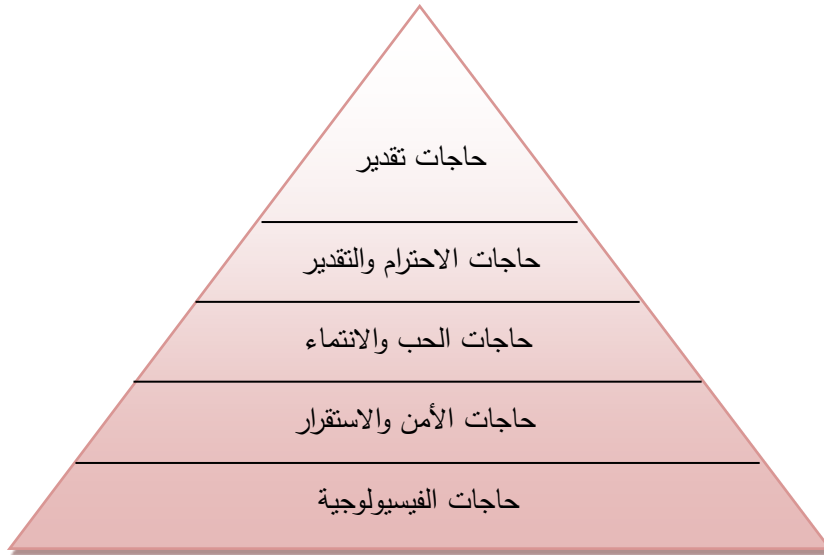 حاجات تقدير
حاجات الاحترام والتقدير
حاجات الحب والانتماء
حاجات الأمن والاستقرار
حاجات الفيسيولوجية